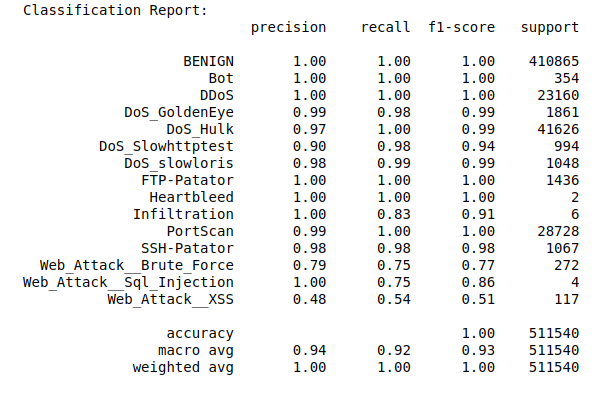 Classification Report:
precision recall f1-score support
BENIGN 1.00 1.00 1.00 410865
Bot 1.00 1.00 1.00 354
DDoS 1.00 1.00 1.00 23160
DoS_GoldenEye 0.99 0.98 0.99 1861
DoS_Hulk 0.97 1.00 0.99 41626
DoS_Slowhttptest 0.90 0.98 0.94 994
DoS_slowloris 0.98 0.99 0.99 1048
FTP-Patator 1.00 1.00 1.00 1436
Heartbleed 1.00 1.00 1.00 2
Infiltration 1.00 0.83 0.91 6
PortScan 0.99 1.00 1.00 28728
SSH-Patator 0.98 0.98 0.98 1067
Web_Attack__Brute_Force 0.79 0.75 0.77 272
Web_Attack__Sql_Injection 1.00 0.75 0.86 4
Web_Attack__XSS 0.48 0.54 0.51 117
accuracy 1.00 511540
macro avg 0.94 0.92 0.93 511540
weighted avg 1.00 1.00 1.00 511540